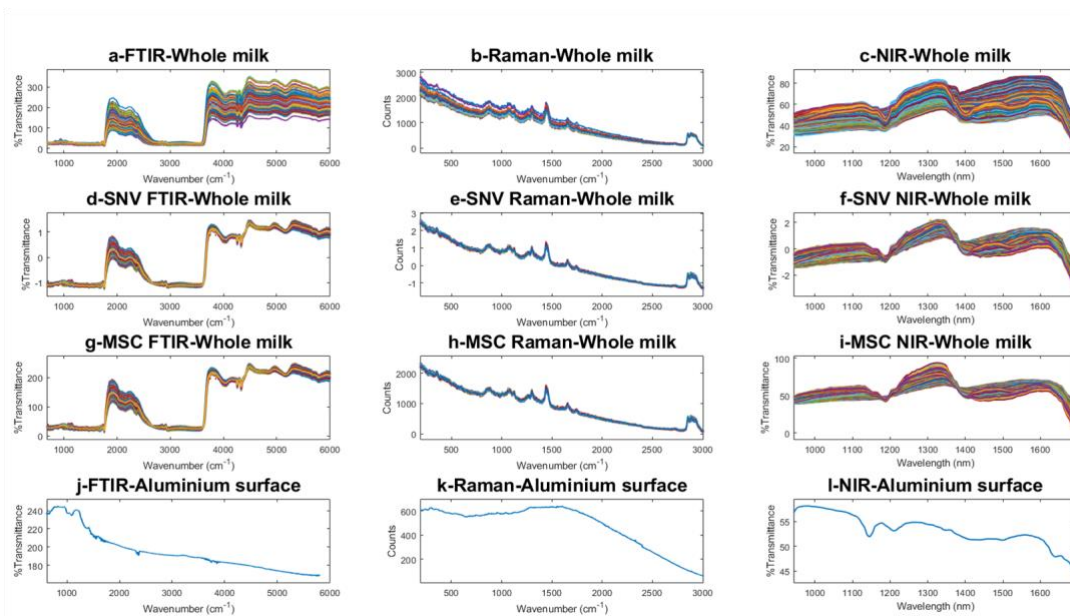 a-FTIR-Whole milk
%Transmittance
300
200
100
0
1000 2000 3000 4000 5000 6000
Wavenumber (cm-1)
b-Raman-Whole milk
Counts
3000
2000
1000
0
500 1000 1500 2000 2500 3000
Wavenumber (cm-1)
c-NIR-Whole milk
%Transmittance
80
60
40
20
1000 1100 1200 1300 1400 1500 1600
Wavelength (nm)
d-SNV FTIR-Whole milk
%Transmittance
1
0
-1
1000 2000 3000 4000 5000 6000
Wavenumber (cm-1)
e-SNV Raman-Whole milk
Counts
3
2
1
0
-1
500 1000 1500 2000 2500 3000
Wavenumber (cm-1)
f-SNV NIR-Whole milk
%Transmittance
2
0
-2
1000 1100 1200 1300 1400 1500 1600
Wavelength (nm)
g-MSC FTIR-Whole milk
%Transmittance
200
100
0
1000 2000 3000 4000 5000 6000
Wavenumber (cm-1)
h-MSC Raman-Whole milk
Counts
2000
1000
0
500 1000 1500 2000 2500 3000
Wavenumber (cm-1)
i-MSC NIR-Whole milk
%Transmittance
100
50
0
1000 1100 1200 1300 1400 1500 1600
Wavelength (nm)
j-FTIR-Aluminium surface
%Transmittance
240
220
200
180
1000 2000 3000 4000 5000 6000
Wavenumber (cm-1)
k-Raman-Aluminium surface
Counts
600
400
200
0
500 1000 1500 2000 2500 3000
Wavenumber (cm-1)
l-NIR-Aluminium surface
%Transmittance
55
50
45
1000 1100 1200 1300 1400 1500 1600
Wavelength (nm)